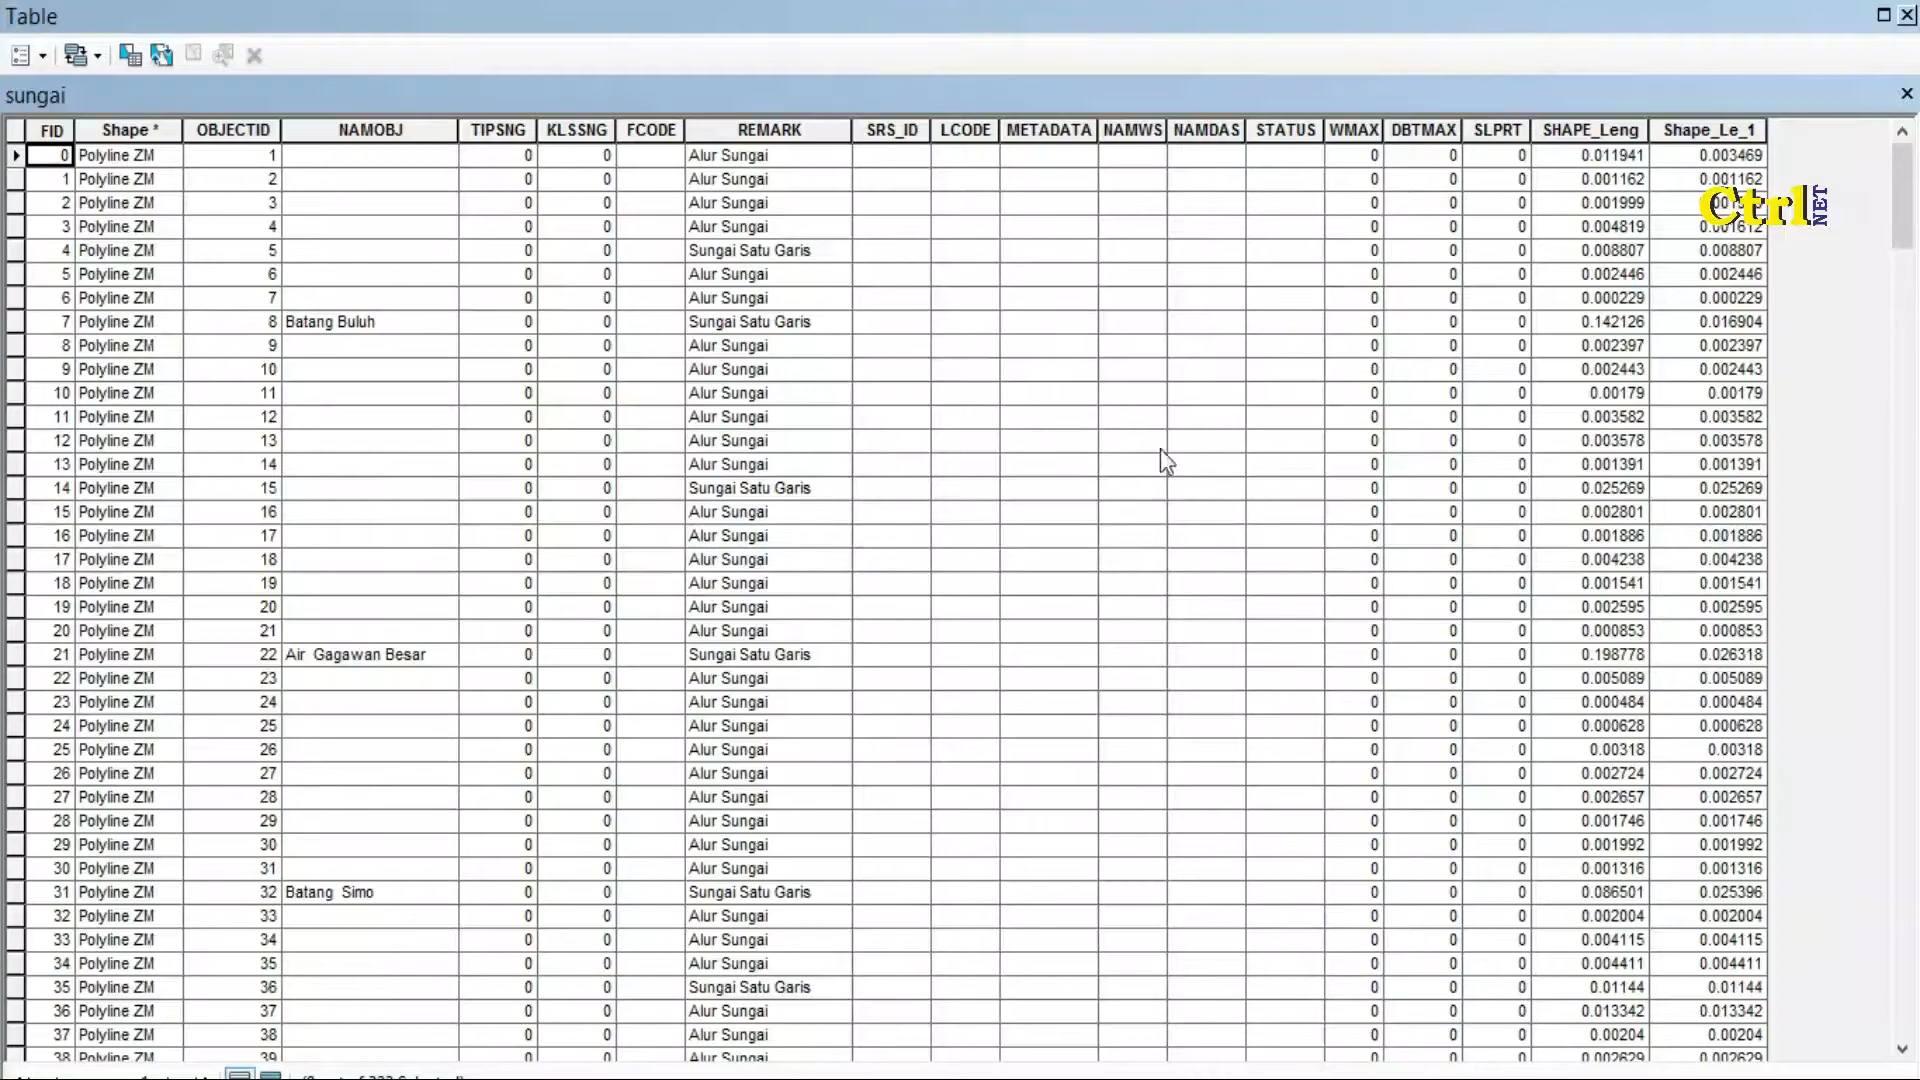 Table
sungai
FID Shape * OBJECTID NAMOBJ TIPSNG KLSSNG FCODE REMARK SRS_ID LCODE METADATA NAMWS NAMDAS STATUS WMAX DBTMAX SLPRT SHAPE_Leng Shape_Le_1
0 Polyline ZM 1 0 0 Alur Sungai 0 0 0 0.011941 0.003469
1 Polyline ZM 2 0 0 Alur Sungai 0 0 0 0.001162 0.001162
2 Polyline ZM 3 0 0 Alur Sungai 0 0 0 0.001999
Ctrl NET
3 Polyline ZM 4 0 0 Alur Sungai 0 0 0 0.004819 0.001612
4 Polyline ZM 5 0 0 Sungai Satu Garis 0 0 0 0.008807 0.008807
5 Polyline ZM 6 0 0 Alur Sungai 0 0 0 0.002446 0.002446
6 Polyline ZM 7 0 0 Alur Sungai 0 0 0 0.000229 0.000229
7 Polyline ZM 8 Batang Buluh 0 0 Sungai Satu Garis 0 0 0 0.142126 0.016904
8 Polyline ZM 9 0 0 Alur Sungai 0 0 0 0.002397 0.002397
9 Polyline ZM 10 0 0 Alur Sungai 0 0 0 0.002443 0.002443
10 Polyline ZM 11 0 0 Alur Sungai 0 0 0 0.00179 0.00179
11 Polyline ZM 12 0 0 Alur Sungai 0 0 0 0.003582 0.003582
12 Polyline ZM 13 0 0 Alur Sungai 0 0 0 0.003578 0.003578
13 Polyline ZM 14 0 0 Alur Sungai 0 0 0 0.001391 0.001391
14 Polyline ZM 15 0 0 Sungai Satu Garis 0 0 0 0.025269 0.025269
15 Polyline ZM 16 0 0 Alur Sungai 0 0 0 0.002801 0.002801
16 Polyline ZM 17 0 0 Alur Sungai 0 0 0 0.001886 0.001886
17 Polyline ZM 18 0 0 Alur Sungai 0 0 0 0.004238 0.004238
18 Polyline ZM 19 0 0 Alur Sungai 0 0 0 0.001541 0.001541
19 Polyline ZM 20 0 0 Alur Sungai 0 0 0 0.002595 0.002595
20 Polyline ZM 21 0 0 Alur Sungai 0 0 0 0.000853 0.000853
21 Polyline ZM 22 Air Gagawan Besar 0 0 Sungai Satu Garis 0 0 0 0.198778 0.026318
22 Polyline ZM 23 0 0 Alur Sungai 0 0 0 0.005089 0.005089
23 Polyline ZM 24 0 0 Alur Sungai 0 0 0 0.000484 0.000484
24 Polyline ZM 25 0 0 Alur Sungai 0 0 0 0.000628 0.000628
25 Polyline ZM 26 0 0 Alur Sungai 0 0 0 0.00318 0.00318
26 Polyline ZM 27 0 0 Alur Sungai 0 0 0 0.002724 0.002724
27 Polyline ZM 28 0 0 Alur Sungai 0 0 0 0.002657 0.002657
28 Polyline ZM 29 0 0 Alur Sungai 0 0 0 0.001746 0.001746
29 Polyline ZM 30 0 0 Alur Sungai 0 0 0 0.001992 0.001992
30 Polyline ZM 31 0 0 Alur Sungai 0 0 0 0.001316 0.001316
31 Polyline ZM 32 Batang Simo 0 0 Sungai Satu Garis 0 0 0 0.086501 0.025396
32 Polyline ZM 33 0 0 Alur Sungai 0 0 0 0.002004 0.002004
33 Polyline ZM 34 0 0 Alur Sungai 0 0 0 0.004115 0.004115
34 Polyline ZM 35 0 0 Alur Sungai 0 0 0 0.004411 0.004411
35 Polyline ZM 36 0 0 Sungai Satu Garis 0 0 0 0.01144 0.01144
36 Polyline ZM 37 0 0 Alur Sungai 0 0 0 0.013342 0.013342
37 Polyline ZM 38 0 0 Alur Sungai 0 0 0 0.00204 0.00204
38 Polyline ZM 39 0 0 Alur Sungai 0 0 0 0.002629 0.002629